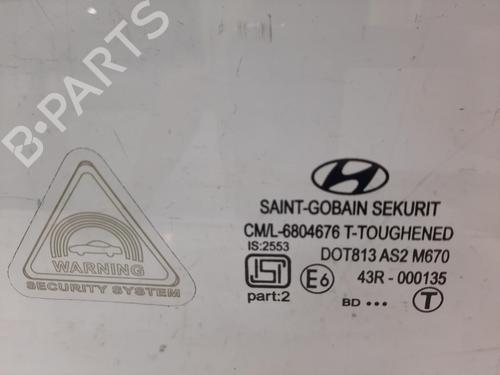 B-PARTS
WARNING
SECURITY SYSTEM
SAINT-GOBAIN SEKURIT
CM/L-6804676 T-TOUGHENED
IS:2553
DOT813 AS2 M670
ISI
E6
43R - 000135
part:2
BD •••
T